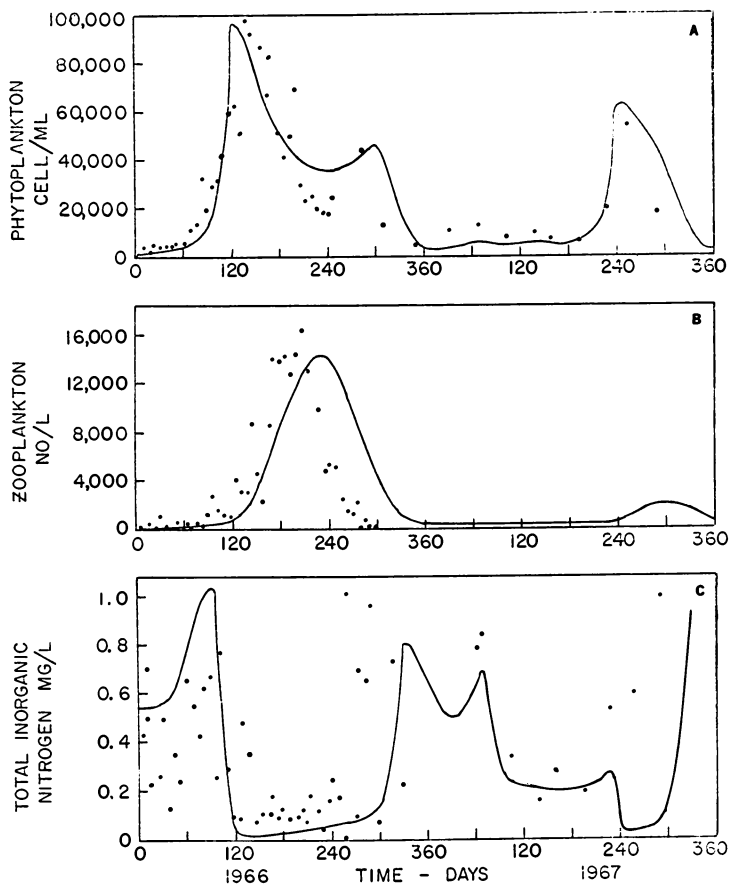 A
PHYTOPLANKTON
CELL/ML
100,000
80,000
60,000
40,000
20,000
0
0 120 240 360 120 240 360
B
ZOOPLANKTON
NO/L
16,000
12,000
8,000
4,000
0
0 120 240 360 120 240 360
C
TOTAL INORGANIC
NITROGEN MG/L
1.0
0.8
0.6
0.4
0.2
0
0 120 240 360 120 240 360
1966 TIME - DAYS 1967